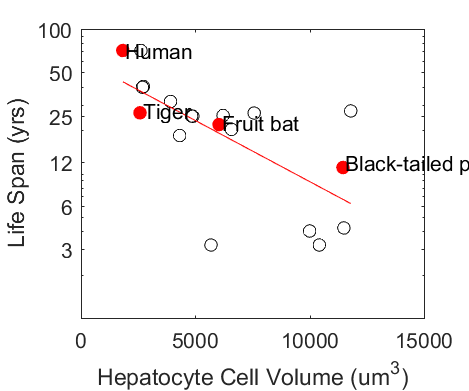 100
50
25
12
6
3
Life Span (yrs)
Human
Tiger
Fruit bat
Black-tailed p
0
5000
10000
15000
Hepatocyte Cell Volume (um³)